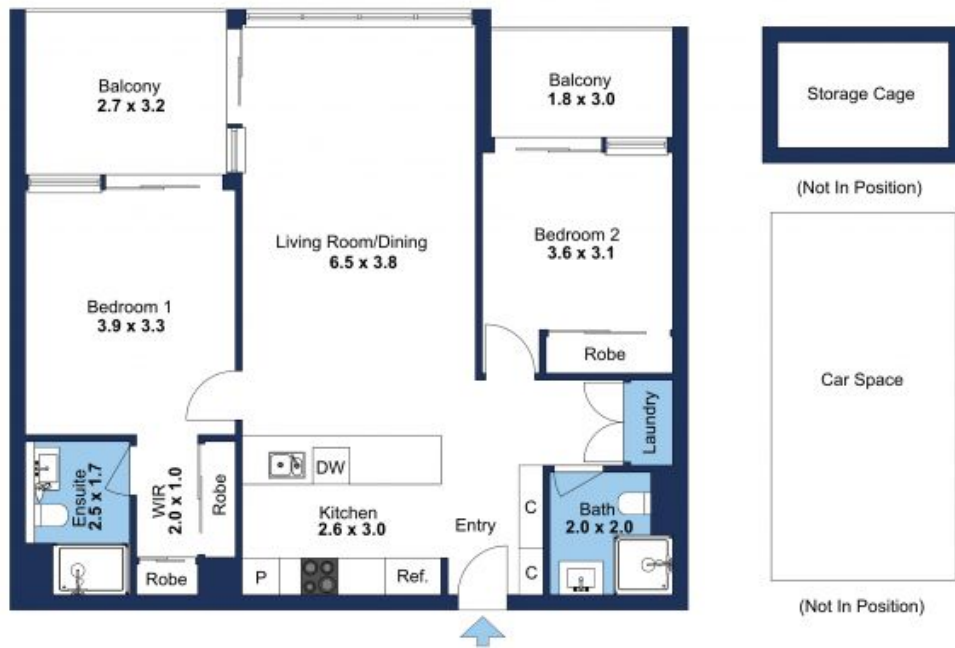 Balcony
2.7 x 3.2
Balcony
1.8 x 3.0
Storage Cage
(Not In Position)
Living Room/Dining
6.5 x 3.8
Bedroom 2
3.6 x 3.1
Bedroom 1
3.9 x 3.3
Robe
Car Space
Laundry
Ensuite
2.5 x 1.7
WIR
2.0 x 1.0
Robe
DW
Kitchen
2.6 x 3.0
Entry
C
Bath
2.0 x 2.0
Robe
P
Ref.
C
(Not In Position)